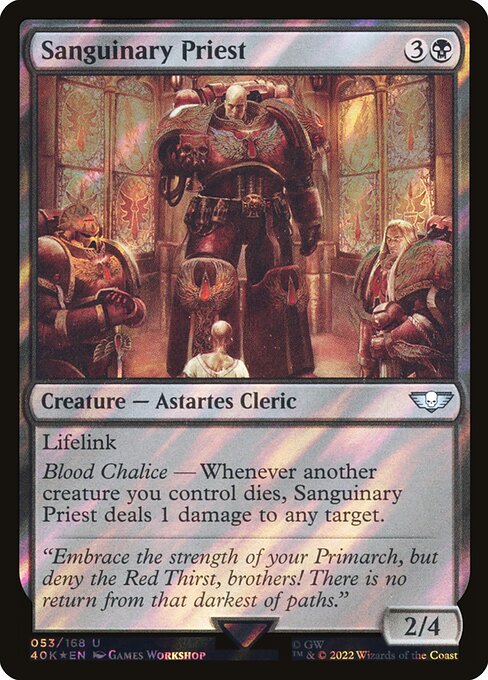 Sanguinary Priest 3
Creature — Astartes Cleric
Lifelink
Blood Chalice — Whenever another
creature you control dies, Sanguinary
Priest deals 1 damage to any target.
“Embrace the strength of your Primarch, but
deny the Red Thirst, brothers! There is no
return from that darkest of paths.”
2/4
053/168 U
40K★EN Games Workshop
© GW
™ & © 2022 Wizards of the Coast